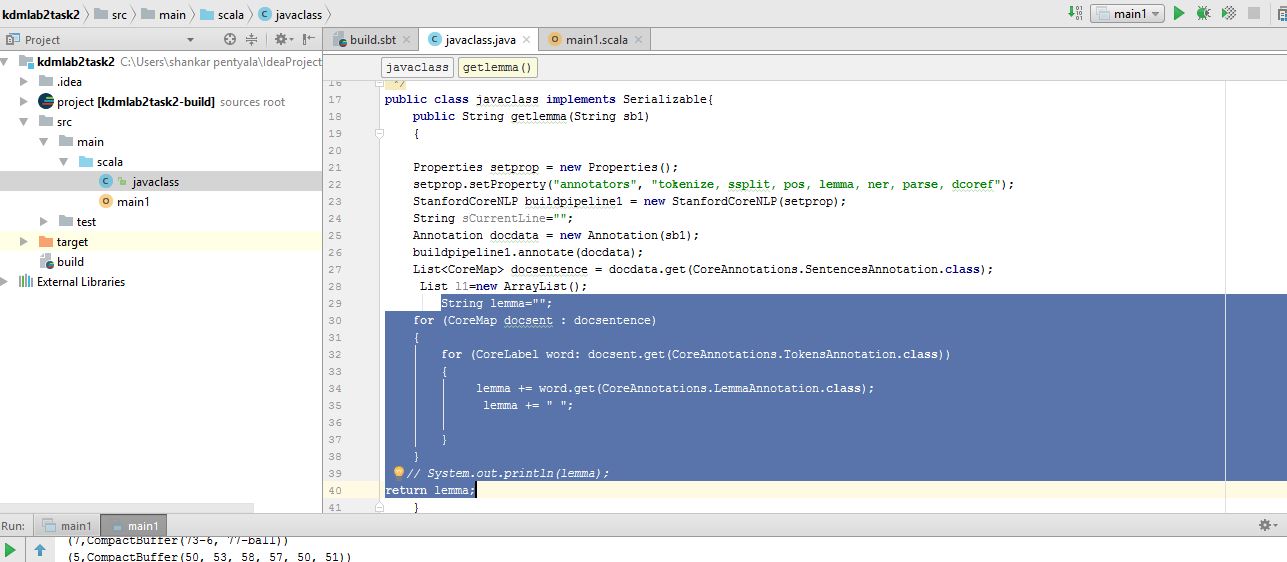 kdmlab2task2 src main scala javaclass main1
Project build.sbt javaclass.java main1.scala
kdmlab2task2 C:\Users\shankar pentyala\IdeaProject
.idea
project [kdmlab2task2-build] sources root
src
main
scala
javaclass
main1
test
target
build
External Libraries
javaclass getlemma()
16 */
17 public class javaclass implements Serializable{
18 public String getlemma(String sb1)
19 {
20
21 Properties setprop = new Properties();
22 setprop.setProperty("annotators", "tokenize, ssplit, pos, lemma, ner, parse, dcoref");
23 StanfordCoreNLP buildpipeline1 = new StanfordCoreNLP(setprop);
24 String sCurrentLine="";
25 Annotation docdata = new Annotation(sb1);
26 buildpipeline1.annotate(docdata);
27 List<CoreMap> docsentence = docdata.get(CoreAnnotations.SentencesAnnotation.class);
28 List l1=new ArrayList();
29 String lemma="";
30 for (CoreMap docsent : docsentence)
31 {
32 for (CoreLabel word: docsent.get(CoreAnnotations.TokensAnnotation.class))
33 {
34 lemma += word.get(CoreAnnotations.LemmaAnnotation.class);
35 lemma += " ";
36
37 }
38 }
39 // System.out.println(lemma);
40 return lemma;
41 }
Run: main1 main1
(7,CompactBuffer(73-6, 77-ball))
(5,CompactBuffer(50, 53, 58, 57, 50, 51))